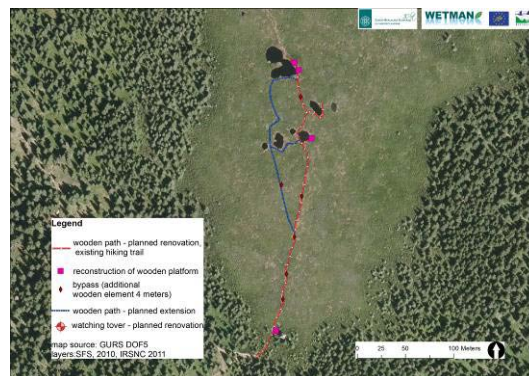 WETMAN
Legend
wooden path - planned renovation,
existing hiking trail
reconstruction of wooden platform
bypass (additional
wooden element 4 meters)
wooden path - planned extension
watching tover - planned renovation
map source: GURS DOF5
layers:SFS, 2010, IRSNC 2011
0 25 50 100 Meters